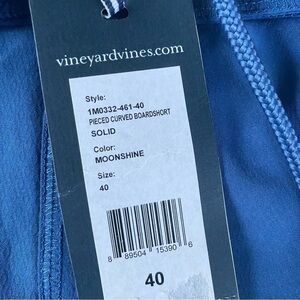 vineyardvines.com
Style:
1M0332-461-40
PIECED CURVED BOARDSHORT
SOLID
Color:
MOONSHINE
Size:
40
8 89504 15390 6
40